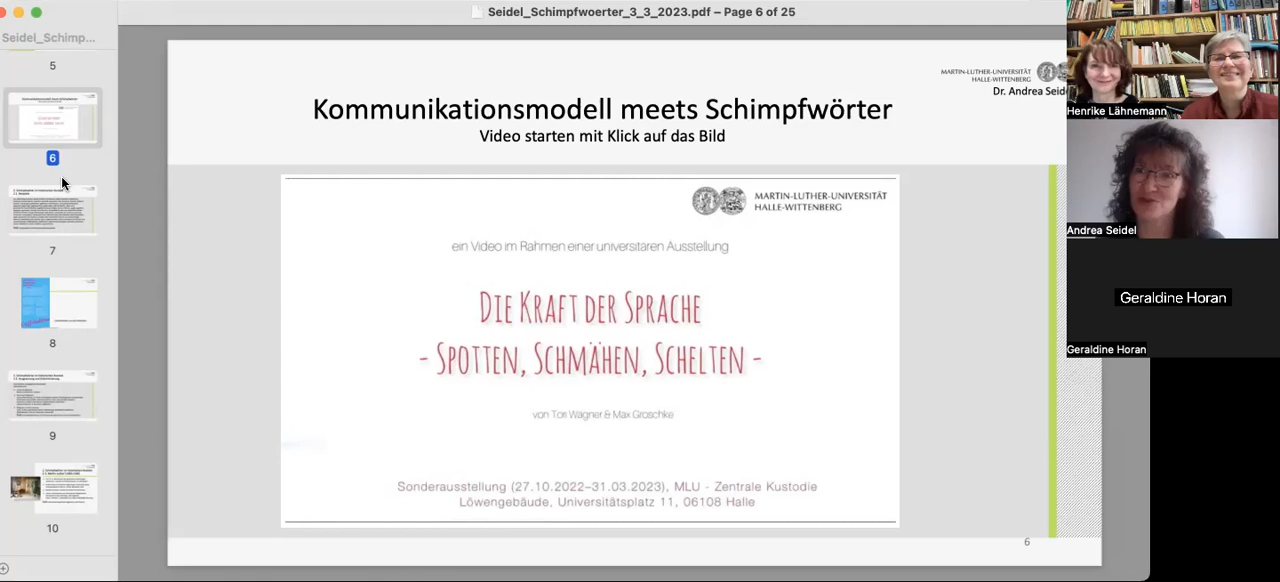 Seidel_Schimpfwoerter_3_3_2023.pdf – Page 6 of 25
Seidel_Schimp...
5
6
7
8
9
10
MARTIN-LUTHER-UNIVERSITÄT
HALLE-WITTENBERG
Dr. Andrea Seid
Kommunikationsmodell meets Schimpfwörter
Video starten mit Klick auf das Bild
MARTIN-LUTHER-UNIVERSITÄT
HALLE-WITTENBERG
ein Video im Rahmen einer universitären Ausstellung
DIE KRAFT DER SPRACHE
- SPOTTEN, SCHMÄHEN, SCHELTEN -
von Tori Wagner & Max Groschke
Sonderausstellung 7.10.2022–31.03.2023), MLU - Zentrale Kustodie
Löwengebäude, Universitätsplatz 11, 06108 Halle
6
Henrike Lähnemann
Andrea Seidel
Geraldine Horan
Geraldine Horan